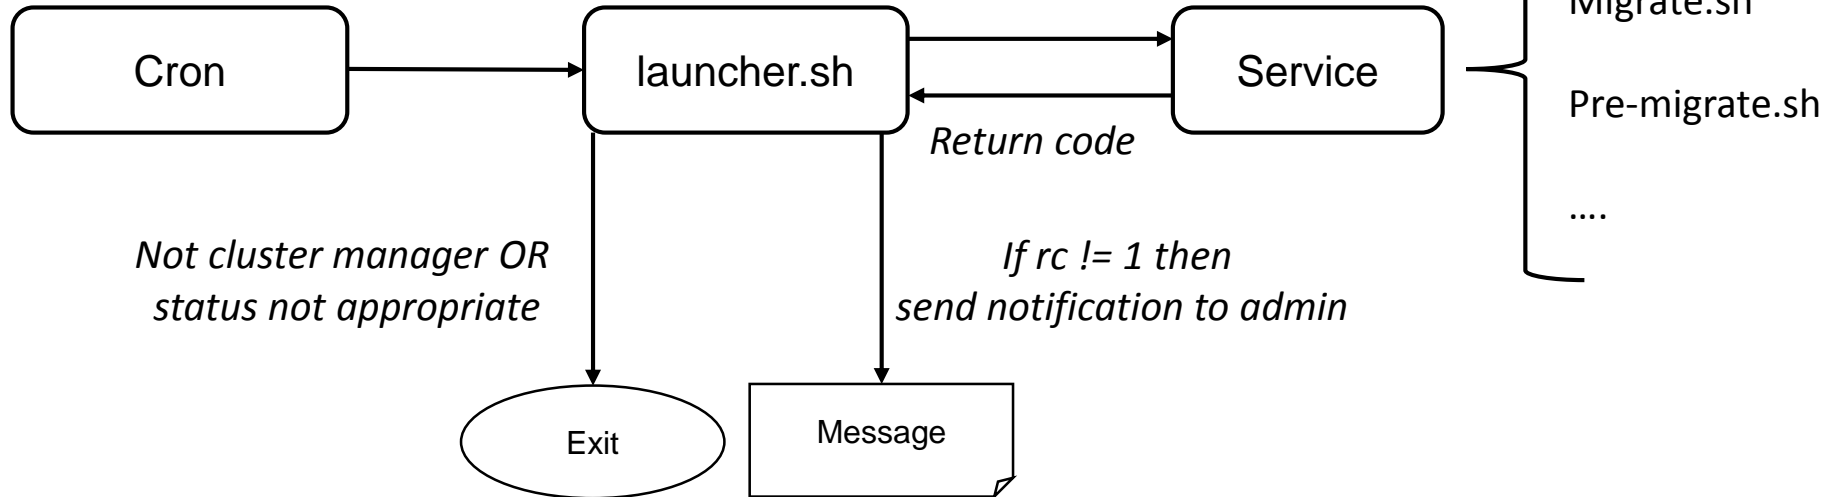 Migrate.sh
Cron
launcher.sh
Service
Pre-migrate.sh
Return code
….
Not cluster manager OR
status not appropriate
If rc != 1 then
send notification to admin
Exit
Message